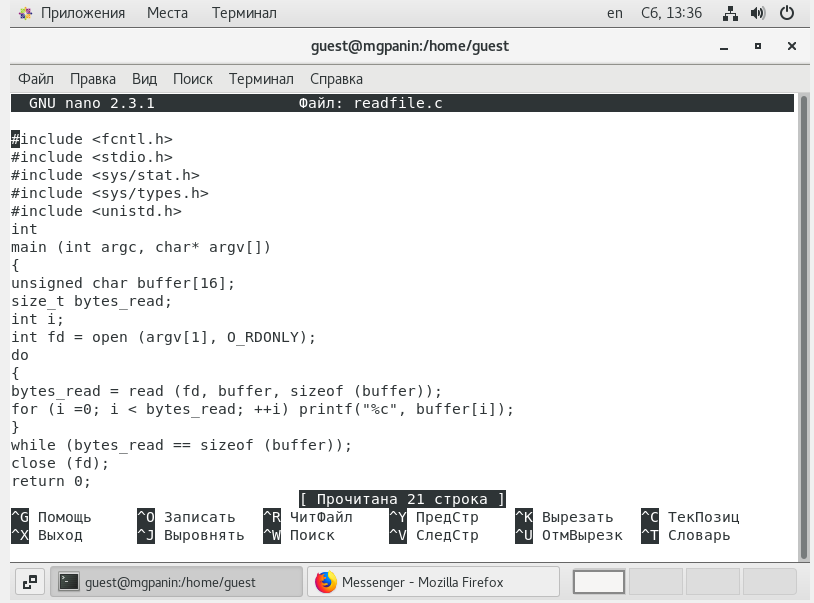 Приложения Места Терминал en Сб, 13:36
guest@mgpanin:/home/guest
Файл Правка Вид Поиск Терминал Справка
GNU nano 2.3.1 Файл: readfile.c
#include <fcntl.h>
#include <stdio.h>
#include <sys/stat.h>
#include <sys/types.h>
#include <unistd.h>
int
main (int argc, char* argv[])
{
unsigned char buffer[16];
size_t bytes_read;
int i;
int fd = open (argv[1], O_RDONLY);
do
{
bytes_read = read (fd, buffer, sizeof (buffer));
for (i =0; i < bytes_read; ++i) printf("%c", buffer[i]);
}
while (bytes_read == sizeof (buffer));
close (fd);
return 0;
[ Прочитана 21 строка ]
^G Помощь ^O Записать ^R ЧитФайл ^Y ПредСтр ^K Вырезать ^C ТекПозиц
^X Выход ^J Выровнять ^W Поиск ^V СледСтр ^U ОтмВырезк ^T Словарь
guest@mgpanin:/home/guest Messenger - Mozilla Firefox